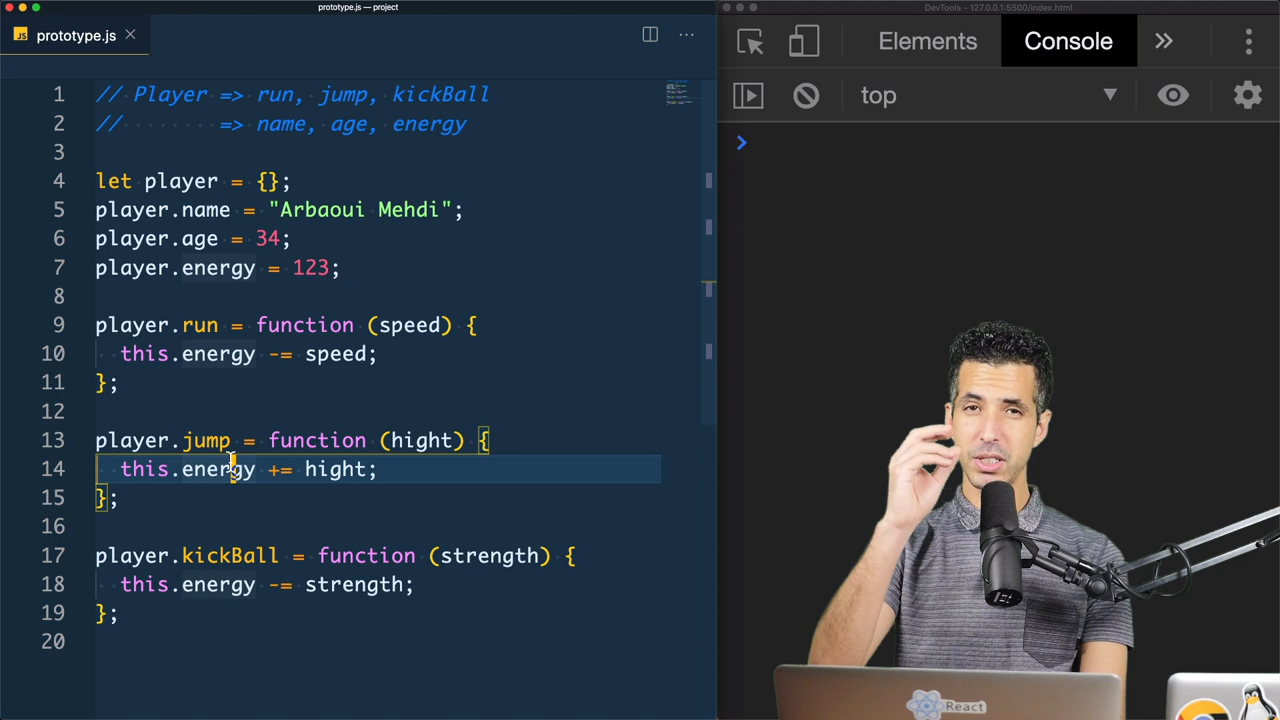 prototype.js — project
JS prototype.js
1 // Player => run, jump, kickBall
2 // => name, age, energy
3
4 let player = {};
5 player.name = "Arbaoui Mehdi";
6 player.age = 34;
7 player.energy = 123;
8
9 player.run = function (speed) {
10 this.energy -= speed;
11 };
12
13 player.jump = function (hight) {
14 this.energy += hight;
15 };
16
17 player.kickBall = function (strength) {
18 this.energy -= strength;
19 };
20
DevTools - 127.0.0.1:5500/index.html
Elements Console
top
React